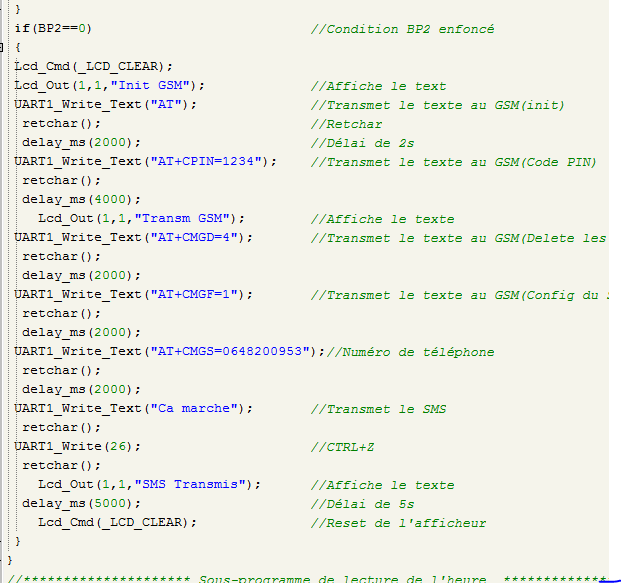 }
if(BP2==0) //Condition BP2 enfoncé
{
Lcd_Cmd(_LCD_CLEAR);
Lcd_Out(1,1,"Init GSM"); //Affiche le text
UART1_Write_Text("AT"); //Transmet le texte au GSM(init)
retchar(); //Retchar
delay_ms(2000); //Délai de 2s
UART1_Write_Text("AT+CPIN=1234"); //Transmet le texte au GSM(Code PIN)
retchar();
delay_ms(4000);
Lcd_Out(1,1,"Transm GSM"); //Affiche le texte
UART1_Write_Text("AT+CMGD=4"); //Transmet le texte au GSM(Delete les
retchar();
delay_ms(2000);
UART1_Write_Text("AT+CMGF=1"); //Transmet le texte au GSM(Config du
retchar();
delay_ms(2000);
UART1_Write_Text("AT+CMGS=0648200953");//Numéro de téléphone
retchar();
delay_ms(2000);
UART1_Write_Text("Ca marche"); //Transmet le SMS
retchar();
UART1_Write(26); //CTRL+Z
retchar();
Lcd_Out(1,1,"SMS Transmis"); //Affiche le texte
delay_ms(5000); //Délai de 5s
Lcd_Cmd(_LCD_CLEAR); //Reset de l'afficheur
}
}
//********************* Sous-programme de lecture de l'heure *************